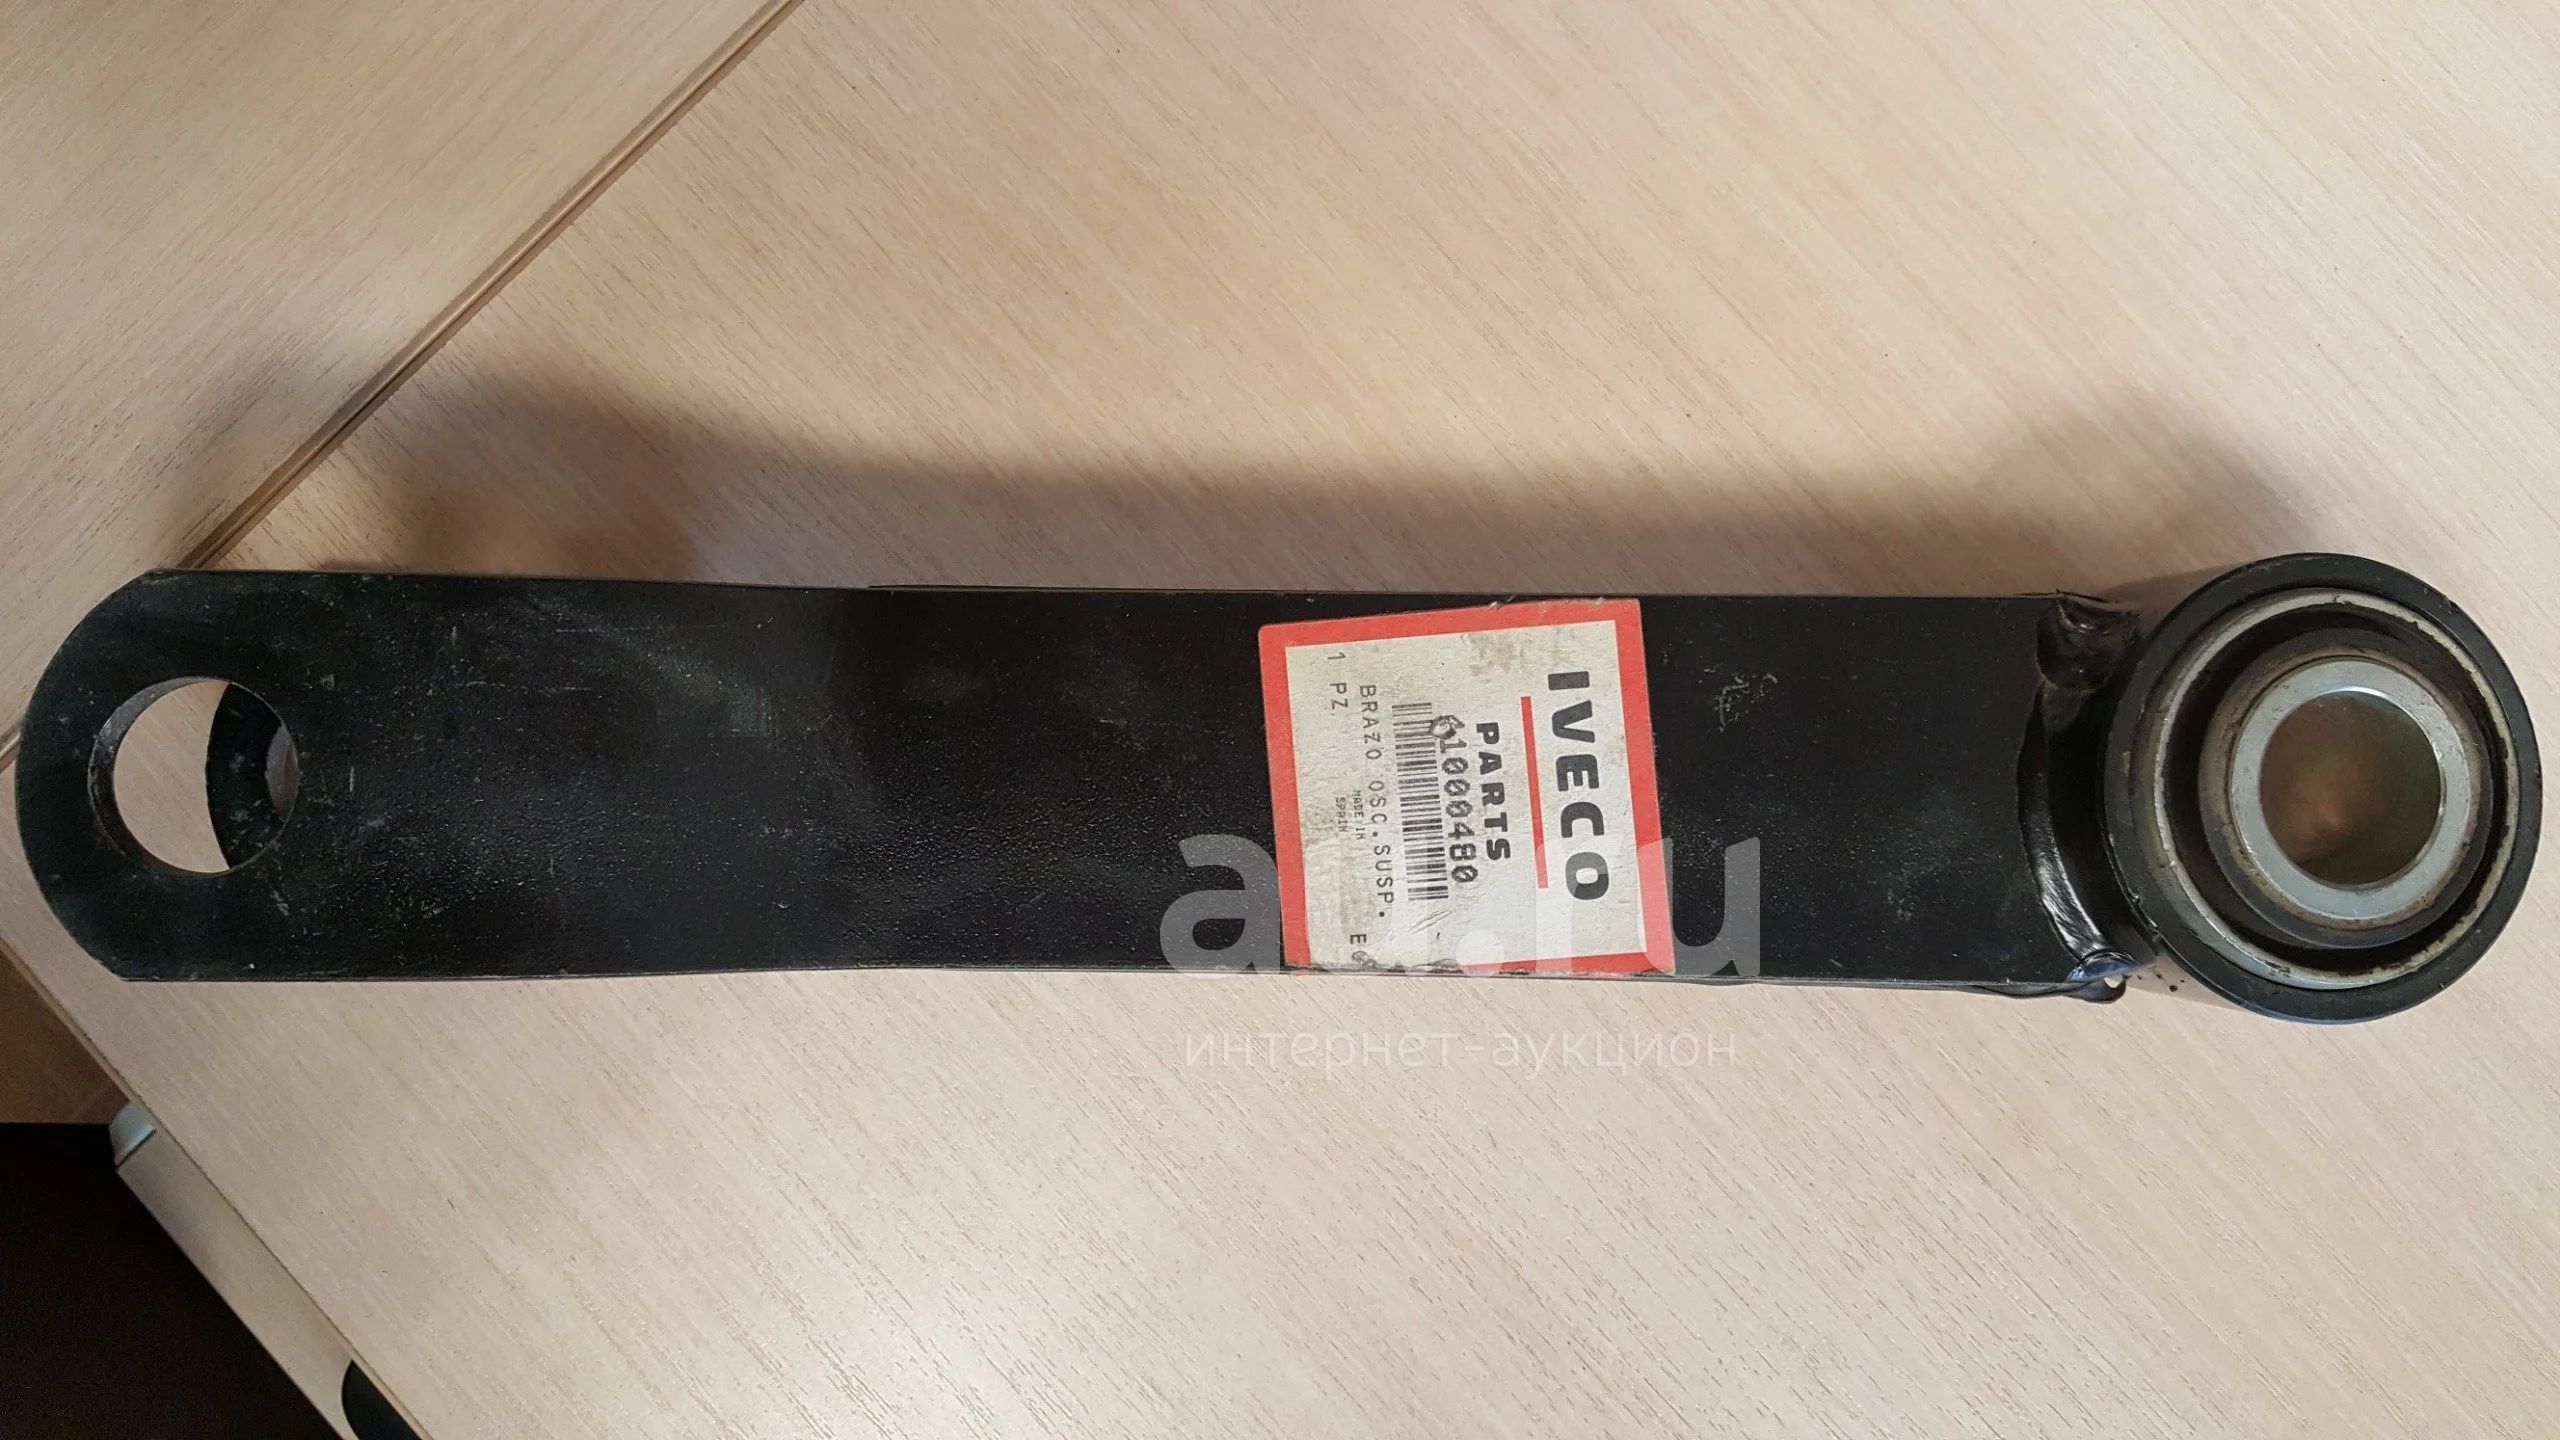 IVECO
PARTS
61000480
BRAZO OSC.SUSP.
1 PZ.
MADE IN
SPAIN
au.ru
интернет-аукцион